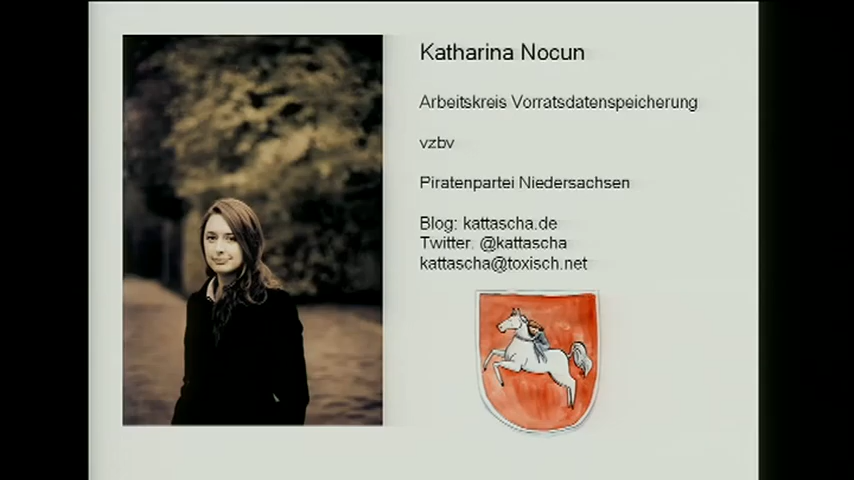 Katharina Nocun
Arbeitskreis Vorratsdatenspeicherung
vzbv
Piratenpartei Niedersachsen
Blog: kattascha.de
Twitter: @kattascha
kattascha@toxisch.net